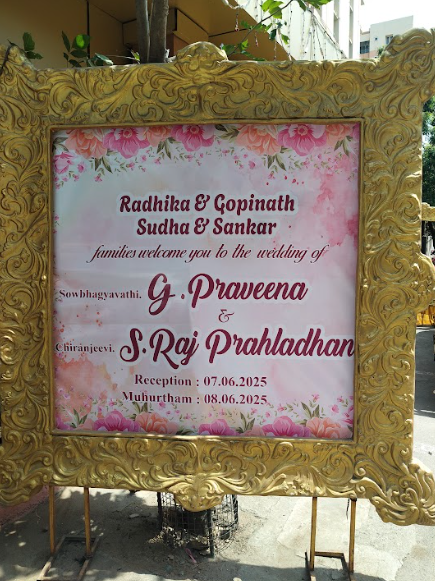 Radhika & Gopinath
Sudha & Sankar
families welcome you to the wedding of
Sowbhagyavathi. G.Praveena
&
Chiranjeevi. S.Raj Prahladhan
Reception : 07.06.2025
Muhurtham : 08.06.2025